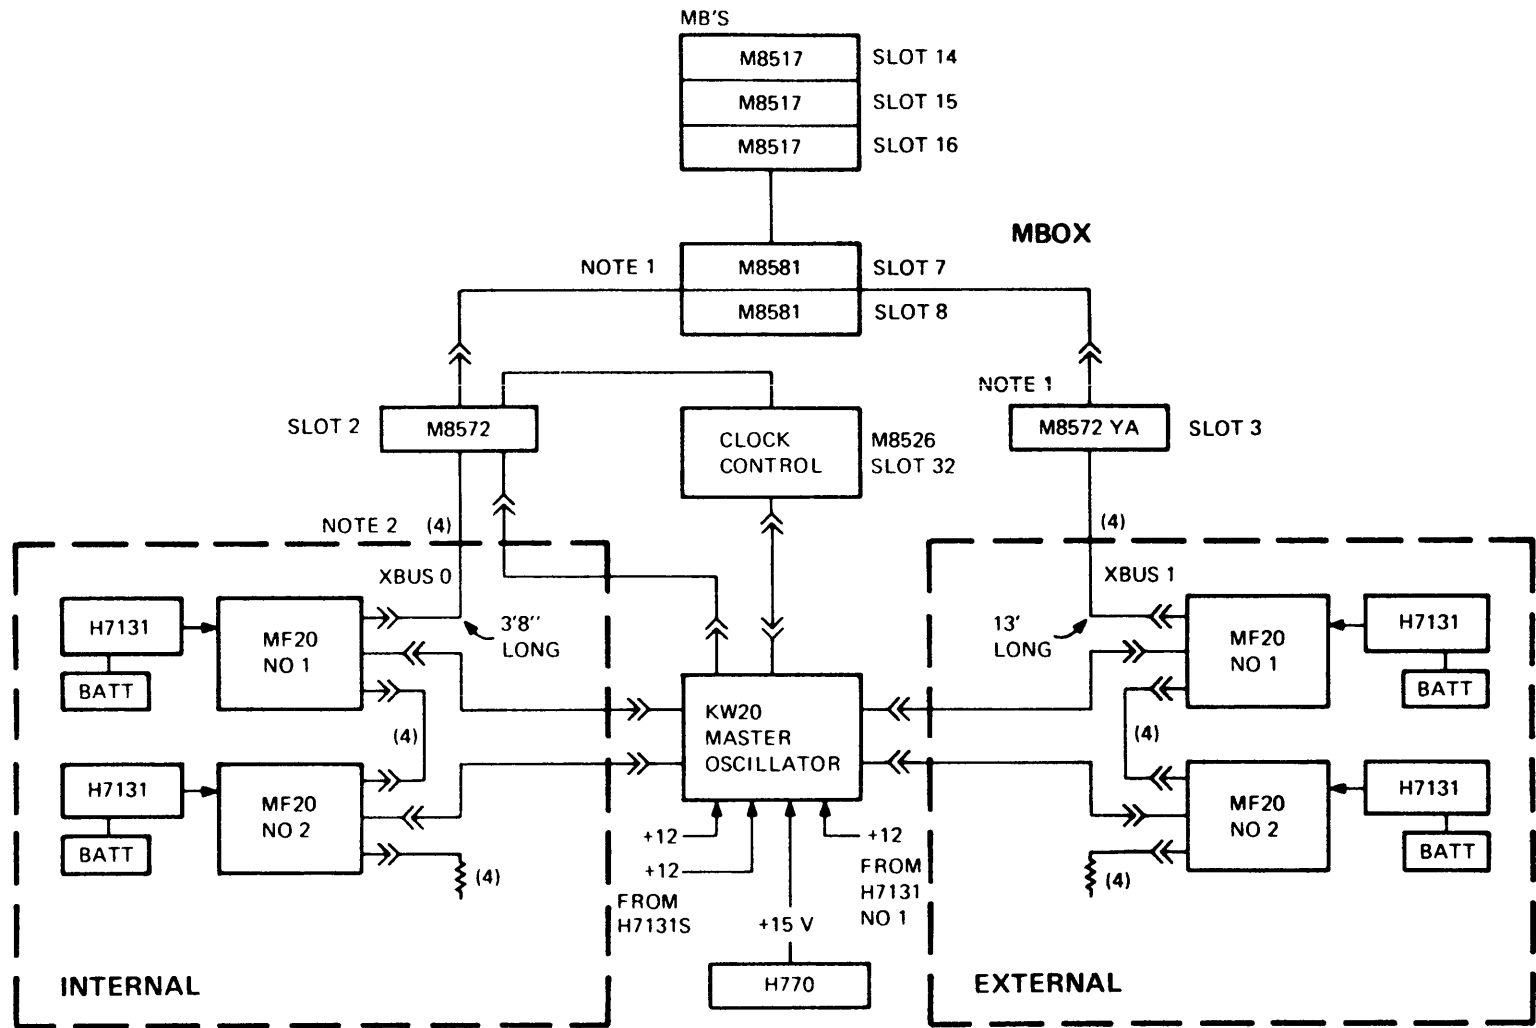 MB'S
M8517
SLOT 14
M8517
SLOT 15
M8517
SLOT 16
MBOX
NOTE 1
M8581
SLOT 7
M8581
SLOT 8
SLOT 2
M8572
CLOCK
CONTROL
M8526
SLOT 32
NOTE 1
M8572 YA
SLOT 3
NOTE 2
(4)
(4)
XBUS 0
H7131
BATT
MF20
NO 1
3'8''
LONG
(4)
H7131
BATT
MF20
NO 2
(4)
INTERNAL
KW20
MASTER
OSCILLATOR
+12
+12
FROM
H7131S
+15 V
H770
+12
FROM
H7131
NO 1
XBUS 1
13'
LONG
MF20
NO 1
H7131
BATT
(4)
MF20
NO 2
H7131
BATT
(4)
EXTERNAL